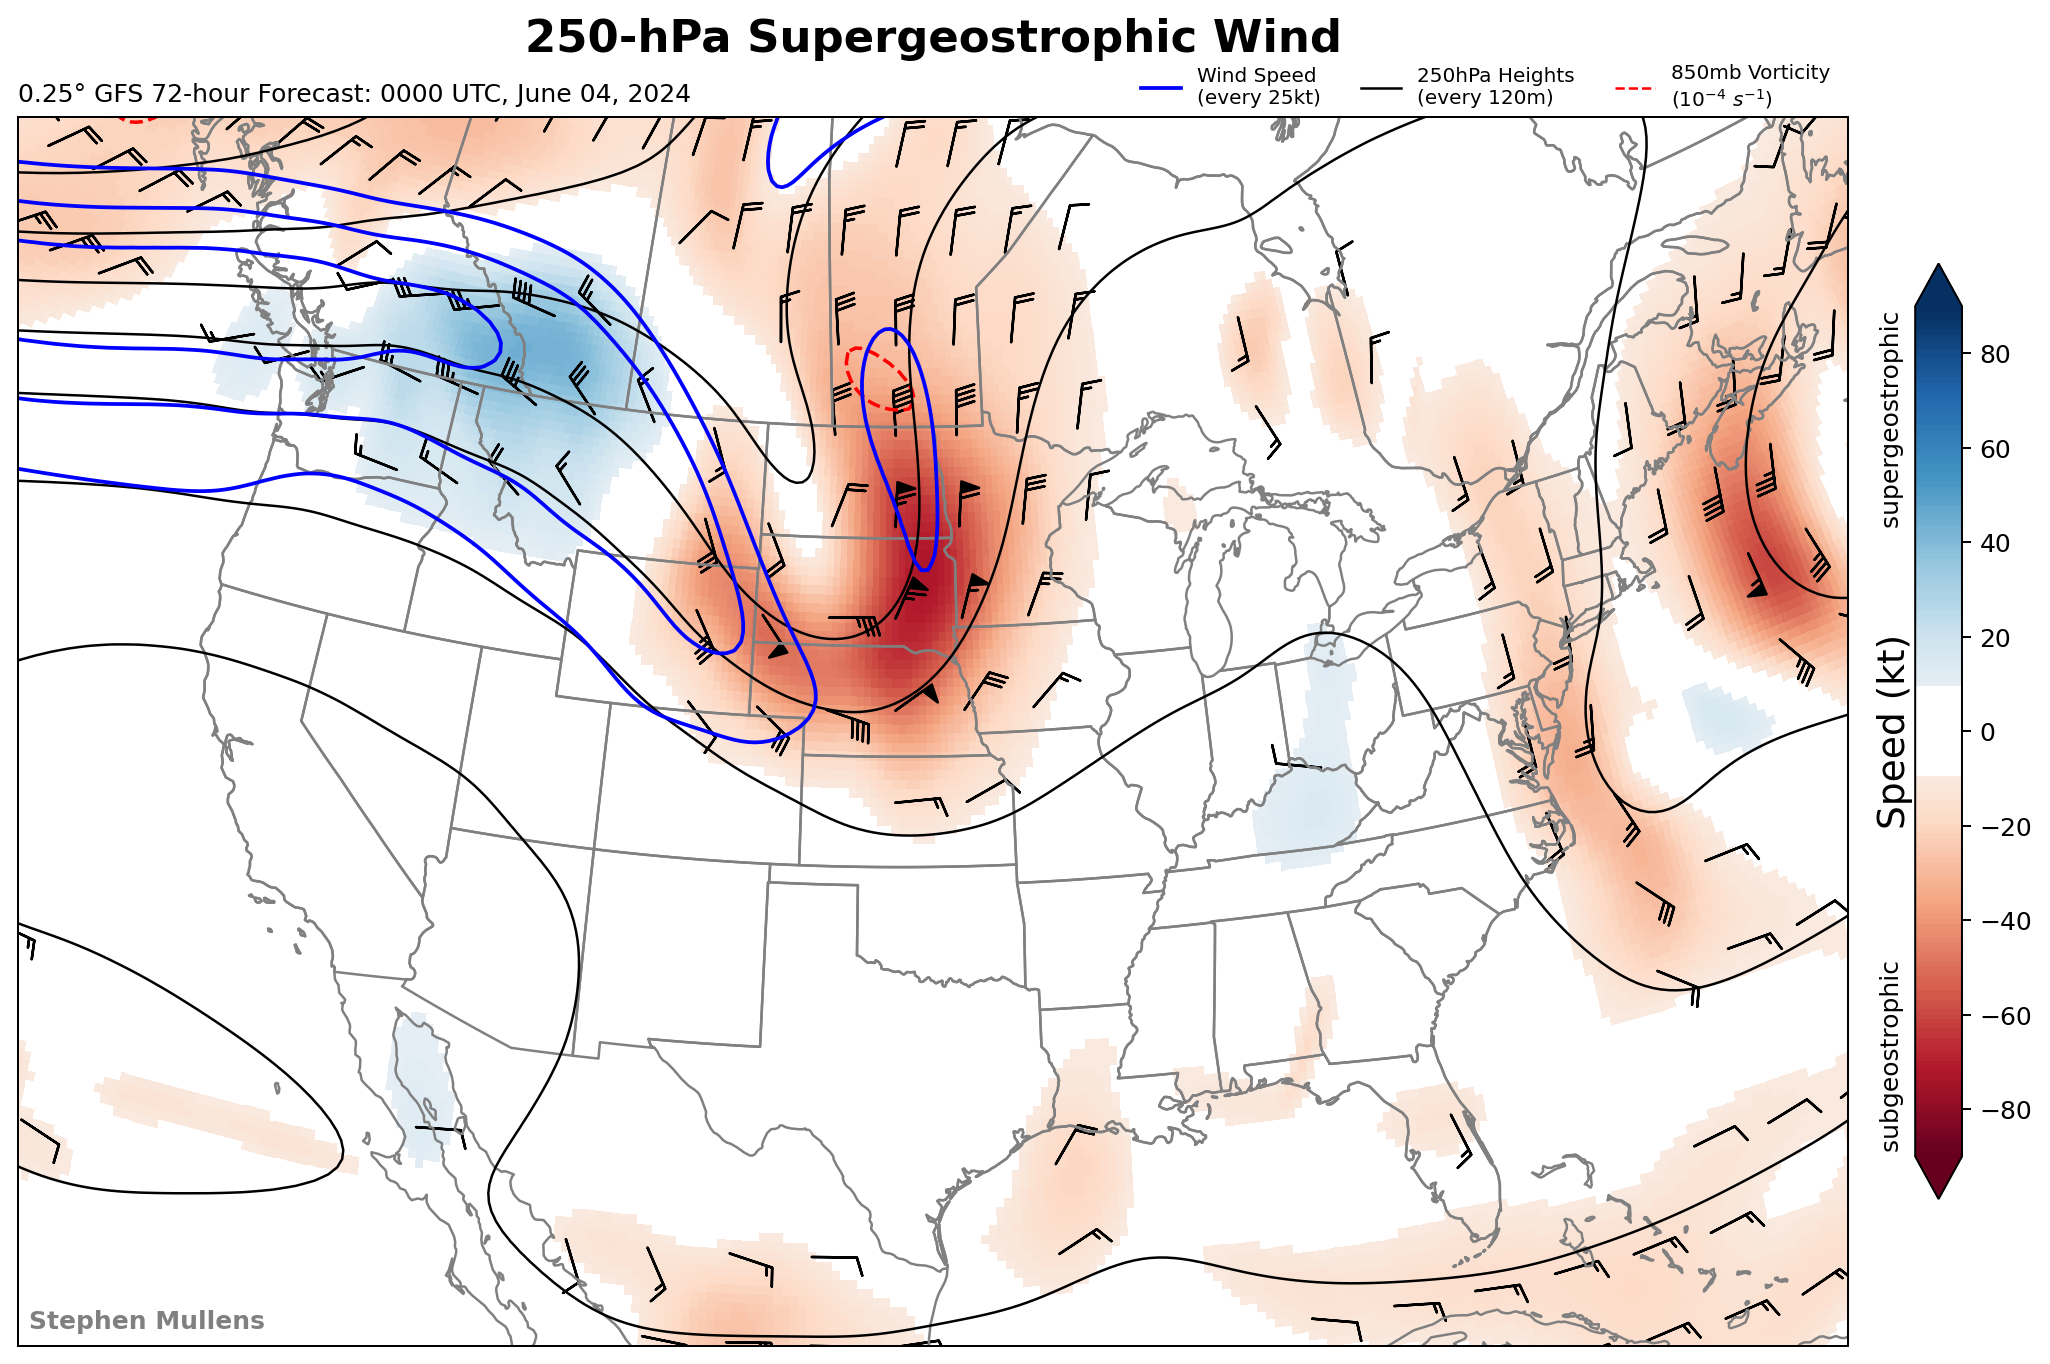 250-hPa Supergeostrophic Wind
0.25° GFS 72-hour Forecast: 0000 UTC, June 04, 2024
Wind Speed
(every 25kt)
250hPa Heights
(every 120m)
850mb Vorticity
(10⁻⁴ s⁻¹)
supergeostrophic
Speed (kt)
subgeostrophic
80
60
40
20
0
−20
−40
−60
−80
Stephen Mullens